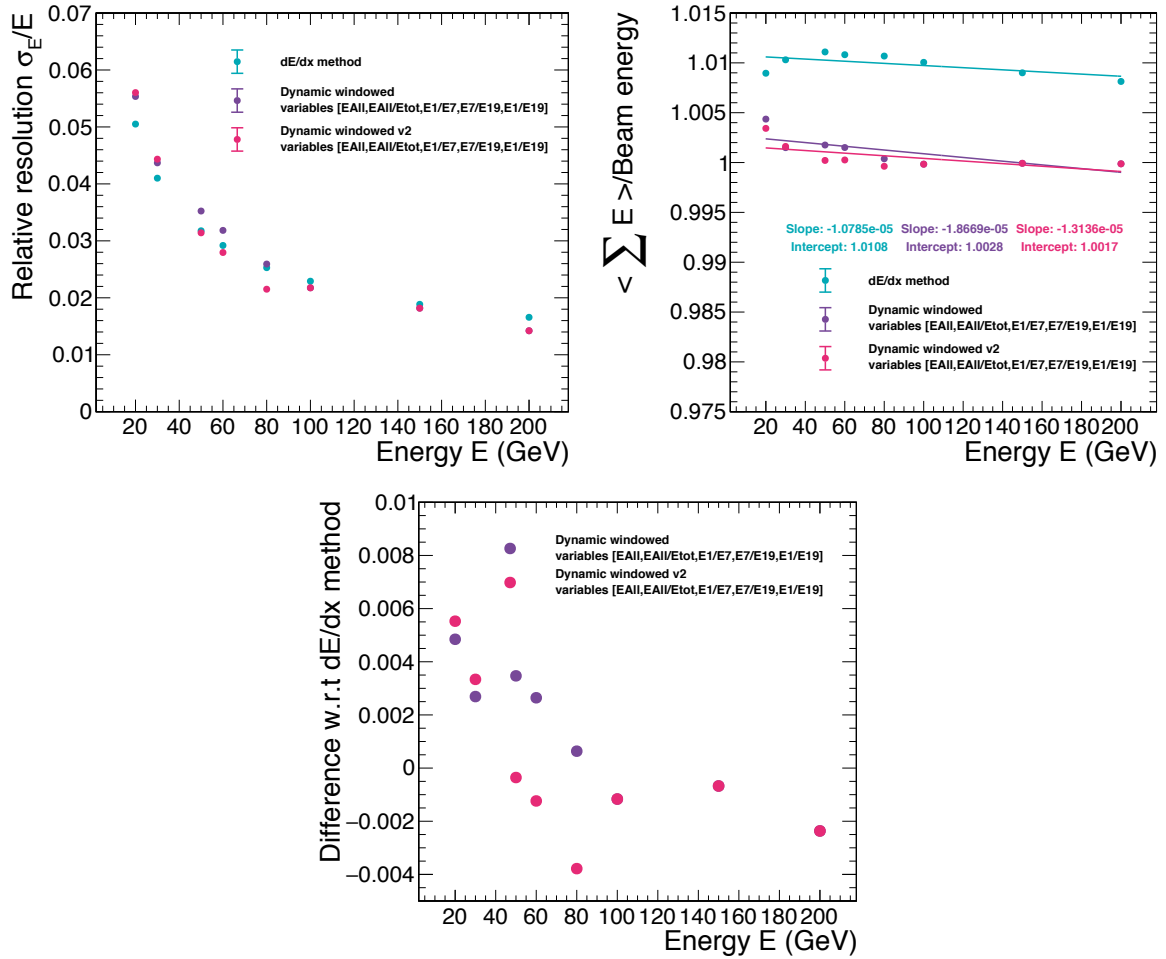 Relative resolution σ_E/E
0.07
0.06
0.05
0.04
0.03
0.02
0.01
0
dE/dx method
Dynamic windowed
variables [EAll,EAll/Etot,E1/E7,E7/E19,E1/E19]
Dynamic windowed v2
variables [EAll,EAll/Etot,E1/E7,E7/E19,E1/E19]
20 40 60 80 100 120 140 160 180 200
Energy E (GeV)
< ∑ E >/Beam energy
1.015
1.01
1.005
1
0.995
0.99
0.985
0.98
0.975
Slope: -1.0785e-05 Slope: -1.8669e-05 Slope: -1.3136e-05
Intercept: 1.0108 Intercept: 1.0028 Intercept: 1.0017
dE/dx method
Dynamic windowed
variables [EAll,EAll/Etot,E1/E7,E7/E19,E1/E19]
Dynamic windowed v2
variables [EAll,EAll/Etot,E1/E7,E7/E19,E1/E19]
20 40 60 80 100 120 140 160 180 200
Energy E (GeV)
Difference w.r.t dE/dx method
0.01
0.008
0.006
0.004
0.002
0
−0.002
−0.004
Dynamic windowed
variables [EAll,EAll/Etot,E1/E7,E7/E19,E1/E19]
Dynamic windowed v2
variables [EAll,EAll/Etot,E1/E7,E7/E19,E1/E19]
20 40 60 80 100 120 140 160 180 200
Energy E (GeV)